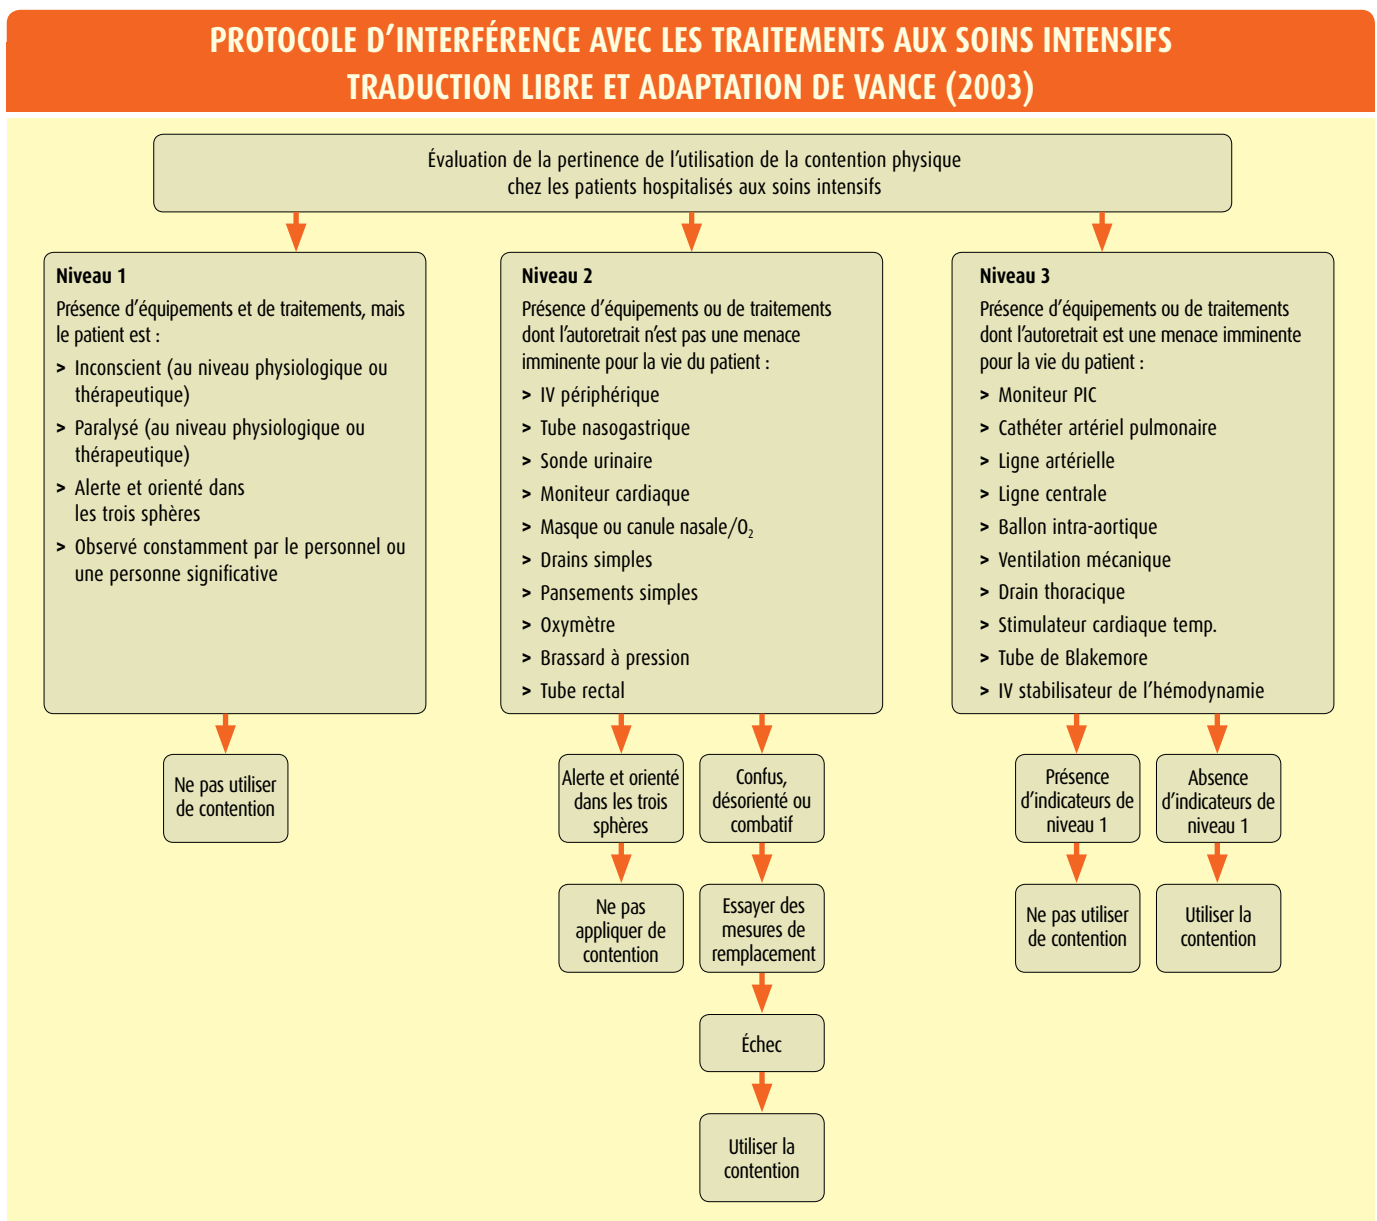 PROTOCOLE D’INTERFÉRENCE AVEC LES TRAITEMENTS AUX SOINS INTENSIFS
TRADUCTION LIBRE ET ADAPTATION DE VANCE (2003)
Évaluation de la pertinence de l’utilisation de la contention physique
chez les patients hospitalisés aux soins intensifs
Niveau 1
Présence d’équipements et de traitements, mais
le patient est :
> Inconscient (au niveau physiologique ou
thérapeutique)
> Paralysé (au niveau physiologique ou
thérapeutique)
> Alerte et orienté dans
les trois sphères
> Observé constamment par le personnel ou
une personne significative
Ne pas utiliser
de contention
Niveau 2
Présence d’équipements ou de traitements
dont l’autoretrait n’est pas une menace
imminente pour la vie du patient :
> IV périphérique
> Tube nasogastrique
> Sonde urinaire
> Moniteur cardiaque
> Masque ou canule nasale/O₂
> Drains simples
> Pansements simples
> Oxymètre
> Brassard à pression
> Tube rectal
Alerte et orienté
dans les trois
sphères
Ne pas
appliquer de
contention
Confus,
désorienté ou
combatif
Essayer des
mesures de
remplacement
Échec
Utiliser la
contention
Niveau 3
Présence d’équipements ou de traitements
dont l’autoretrait est une menace imminente
pour la vie du patient :
> Moniteur PIC
> Cathéter artériel pulmonaire
> Ligne artérielle
> Ligne centrale
> Ballon intra-aortique
> Ventilation mécanique
> Drain thoracique
> Stimulateur cardiaque temp.
> Tube de Blakemore
> IV stabilisateur de l’hémodynamie
Présence
d’indicateurs de
niveau 1
Ne pas utiliser
de contention
Absence
d’indicateurs de
niveau 1
Utiliser la
contention